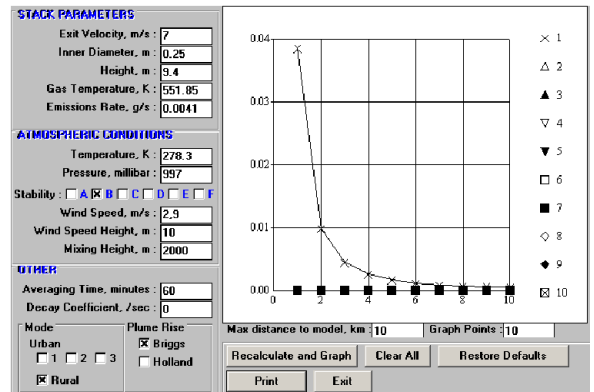 STACK PARAMETERS
Exit Velocity, m/s : 7
Inner Diameter, m : 0.25
Height, m : 9.4
Gas Temperature, K : 551.85
Emissions Rate, g/s : 0.0041
ATMOSPHERIC CONDITIONS
Temperature, K : 278.3
Pressure, millibar : 997
Stability : A B C D E F
Wind Speed, m/s : 2,9
Wind Speed Height, m : 10
Mixing Height, m : 2000
OTHER
Averaging Time, minutes : 60
Decay Coefficient, /sec : 0
Mode
Urban
1 2 3
Rural
Plume Rise
Briggs
Holland
0.04
0.03
0.02
0.01
0.00
0 2 4 6 8 10
1
2
3
4
5
6
7
8
9
10
Max distance to model, km : 10 Graph Points : 10
Recalculate and Graph Clear All Restore Defaults
Print Exit